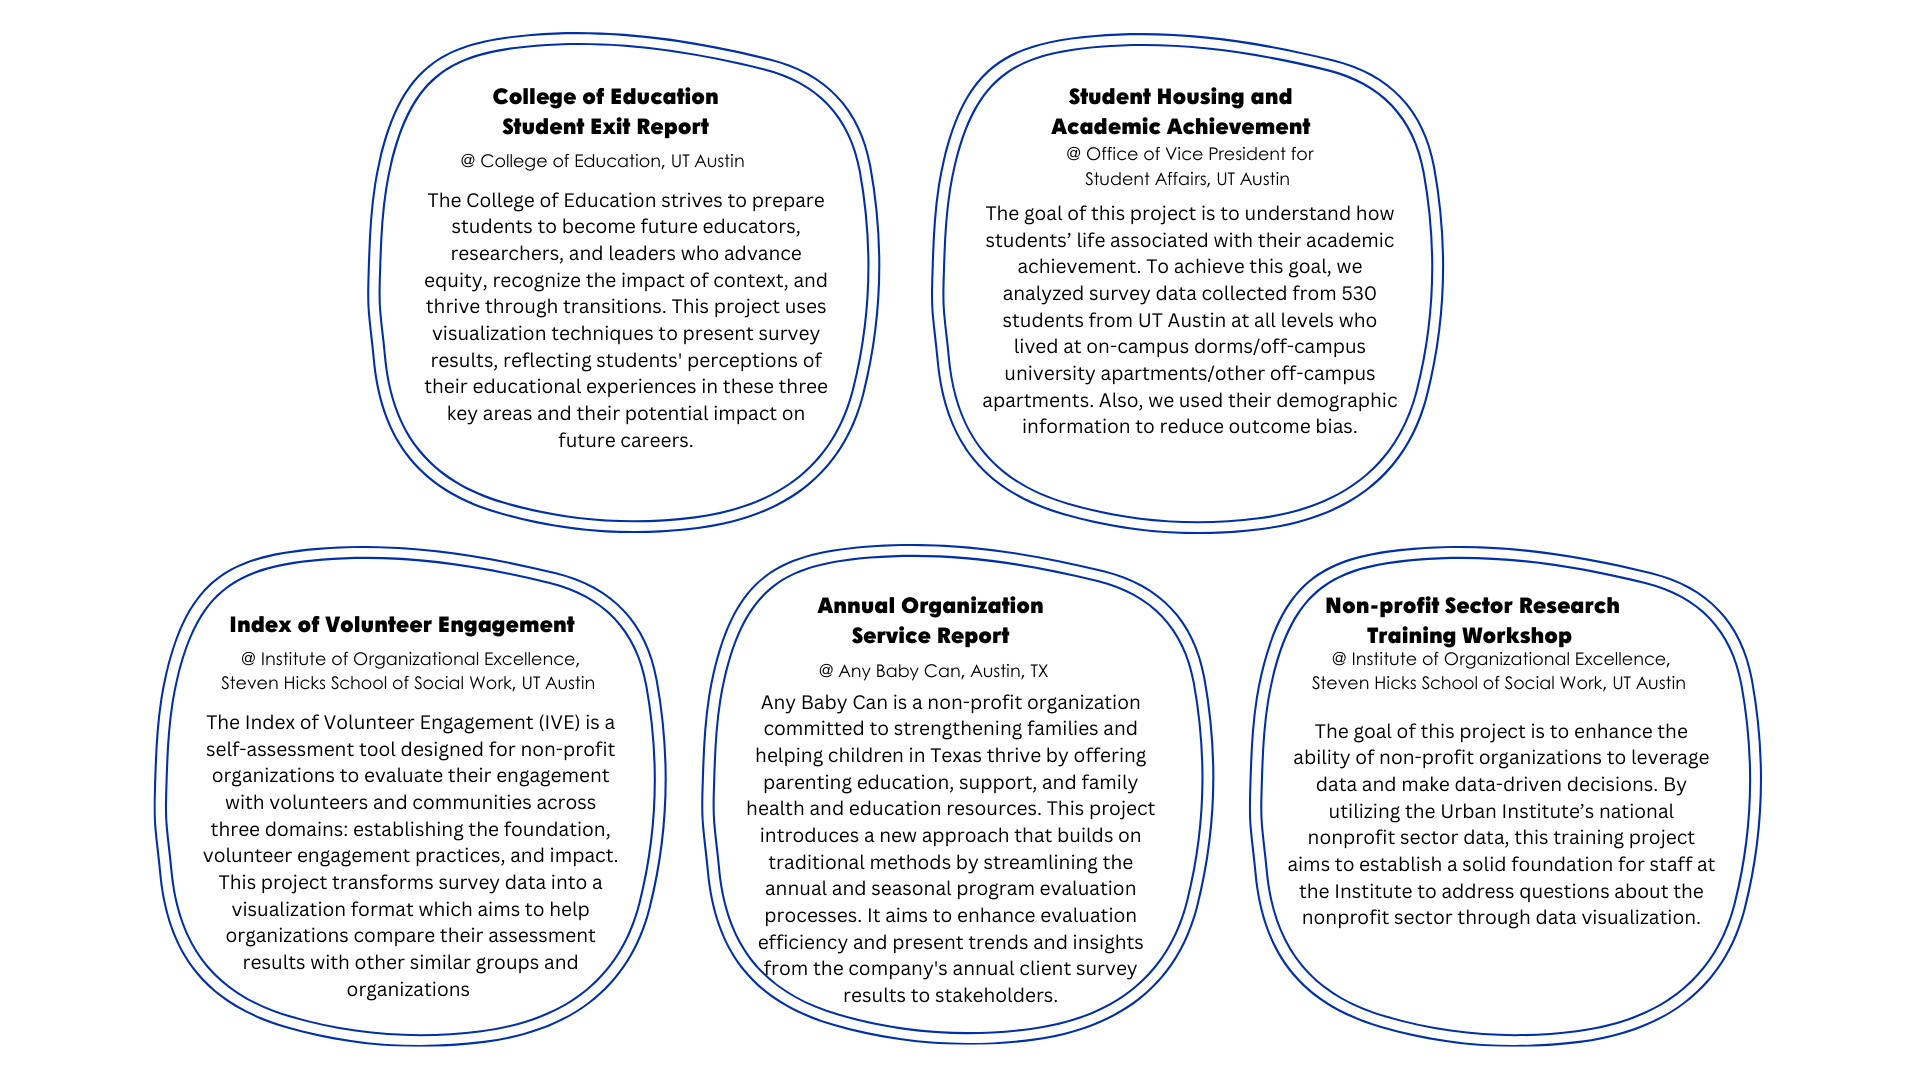 College of Education
Student Exit Report
@ College of Education, UT Austin
The College of Education strives to prepare
students to become future educators,
researchers, and leaders who advance
equity, recognize the impact of context, and
thrive through transitions. This project uses
visualization techniques to present survey
results, reflecting students' perceptions of
their educational experiences in these three
key areas and their potential impact on
future careers.
Student Housing and
Academic Achievement
@ Office of Vice President for
Student Affairs, UT Austin
The goal of this project is to understand how
students’ life associated with their academic
achievement. To achieve this goal, we
analyzed survey data collected from 530
students from UT Austin at all levels who
lived at on-campus dorms/off-campus
university apartments/other off-campus
apartments. Also, we used their demographic
information to reduce outcome bias.
Index of Volunteer Engagement
@ Institute of Organizational Excellence,
Steven Hicks School of Social Work, UT Austin
The Index of Volunteer Engagement (IVE) is a
self-assessment tool designed for non-profit
organizations to evaluate their engagement
with volunteers and communities across
three domains: establishing the foundation,
volunteer engagement practices, and impact.
This project transforms survey data into a
visualization format which aims to help
organizations compare their assessment
results with other similar groups and
organizations
Annual Organization
Service Report
@ Any Baby Can, Austin, TX
Any Baby Can is a non-profit organization
committed to strengthening families and
helping children in Texas thrive by offering
parenting education, support, and family
health and education resources. This project
introduces a new approach that builds on
traditional methods by streamlining the
annual and seasonal program evaluation
processes. It aims to enhance evaluation
efficiency and present trends and insights
from the company's annual client survey
results to stakeholders.
Non-profit Sector Research
Training Workshop
@ Institute of Organizational Excellence,
Steven Hicks School of Social Work, UT Austin
The goal of this project is to enhance the
ability of non-profit organizations to leverage
data and make data-driven decisions. By
utilizing the Urban Institute’s national
nonprofit sector data, this training project
aims to establish a solid foundation for staff at
the Institute to address questions about the
nonprofit sector through data visualization.